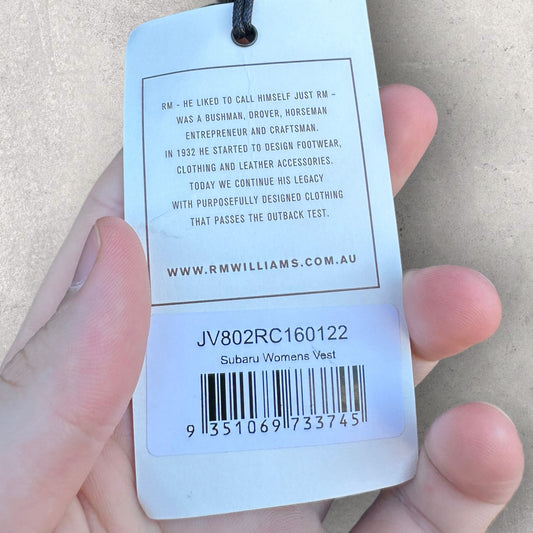 RM - HE LIKED TO CALL HIMSELF JUST RM -
WAS A BUSHMAN, DROVER, HORSEMAN
ENTREPRENEUR AND CRAFTSMAN.
IN 1932 HE STARTED TO DESIGN FOOTWEAR,
CLOTHING AND LEATHER ACCESSORIES.
TODAY WE CONTINUE HIS LEGACY
WITH PURPOSEFULLY DESIGNED CLOTHING
THAT PASSES THE OUTBACK TEST.
WWW.RMWILLIAMS.COM.AU
JV802RC160122
Subaru Womens Vest
9 351069 733745